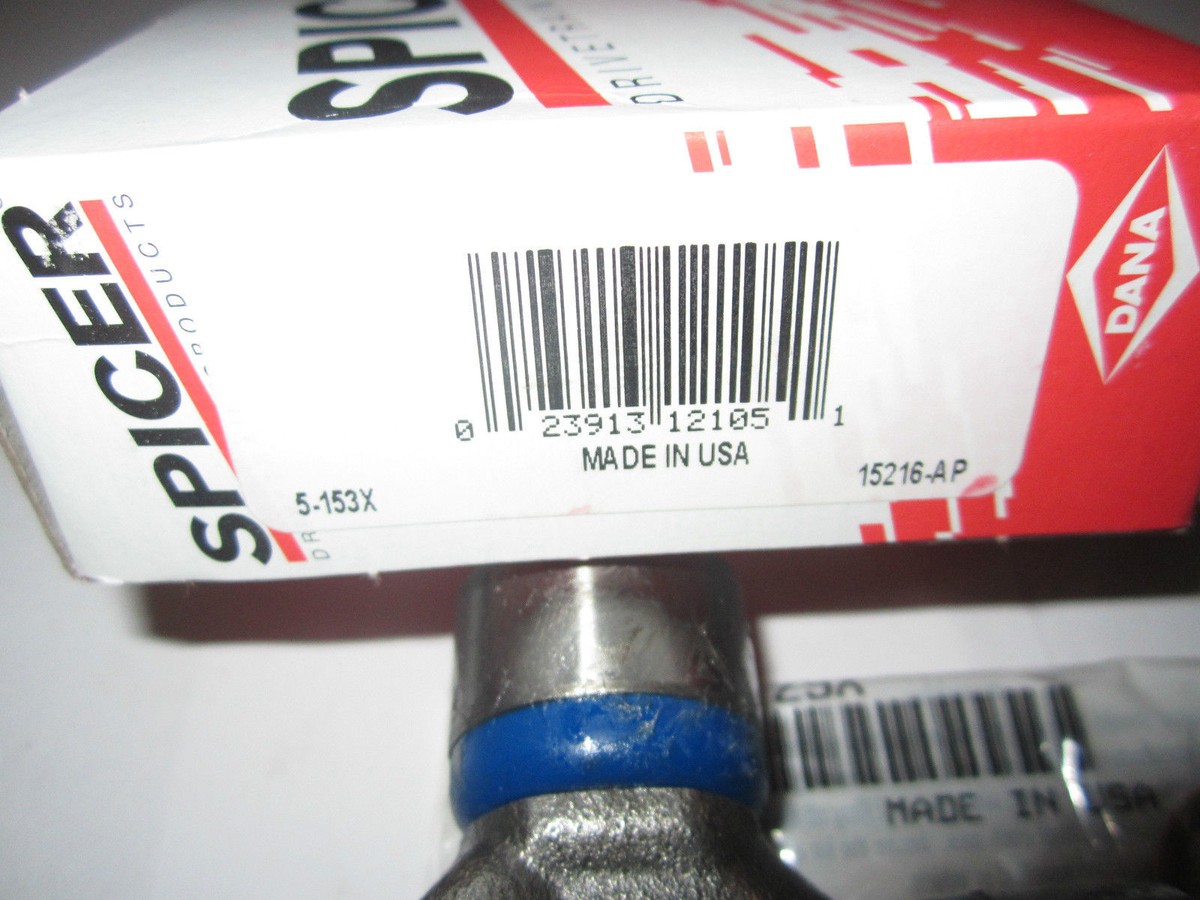 SPICER
DRIVETRAIN
SPICER
PRODUCTS
DANA
0 23913 12105 1
MADE IN USA
5-153X
15216-AP
MADE IN USA